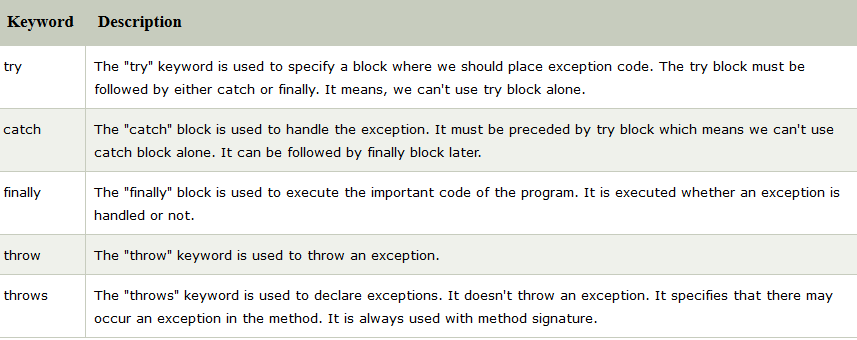 Keyword Description
try The "try" keyword is used to specify a block where we should place exception code. The try block must be
followed by either catch or finally. It means, we can't use try block alone.
catch The "catch" block is used to handle the exception. It must be preceded by try block which means we can't use
catch block alone. It can be followed by finally block later.
finally The "finally" block is used to execute the important code of the program. It is executed whether an exception is
handled or not.
throw The "throw" keyword is used to throw an exception.
throws The "throws" keyword is used to declare exceptions. It doesn't throw an exception. It specifies that there may
occur an exception in the method. It is always used with method signature.